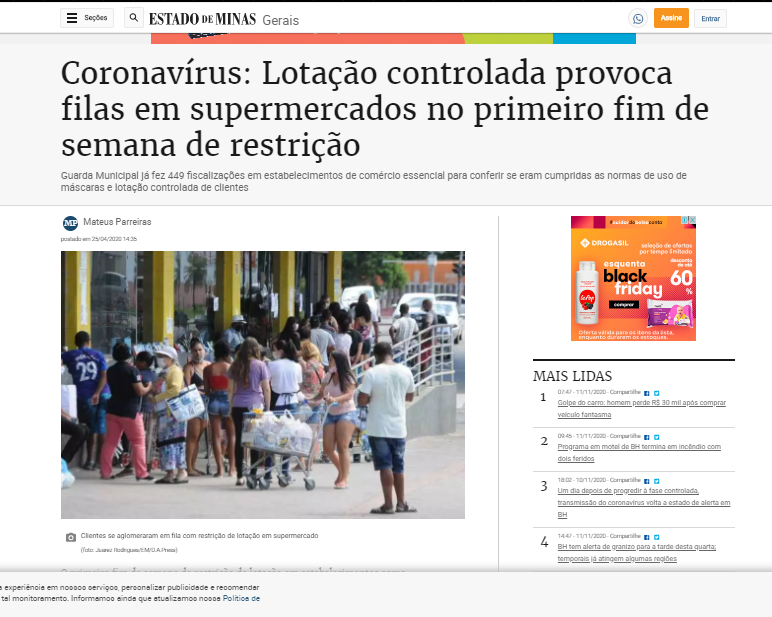 Seções
ESTADO DE MINAS Gerais
Assine
Entrar
Coronavírus: Lotação controlada provoca
filas em supermercados no primeiro fim de
semana de restrição
Guarda Municipal já fez 449 fiscalizações em estabelecimentos de comércio essencial para conferir se eram cumpridas as normas de uso de
máscaras e lotação controlada de clientes
MP Mateus Parreiras
postado em 25/04/2020 14:35
29
Clientes se aglomeraram em fila com restrição de lotação em supermercado
(foto: Juarez Rodrigues/EM/D.A Press)
DROGASIL
seleção de ofertas
por tempo limitado
esquenta
black
friday
desconto
de até
60
%
comprar
Oferta válida para os itens da lista,
enquanto durarem os estoques.
MAIS LIDAS
1
07:47 - 11/11/2020 - Compartilhe
Golpe do carro: homem perde R$ 30 mil após comprar
veículo fantasma
2
09:45 - 11/11/2020 - Compartilhe
Programa em motel de BH termina em incêndio com
dois feridos
3
18:02 - 10/11/2020 - Compartilhe
Um dia depois de progredir à fase controlada,
transmissão do coronavírus volta a estado de alerta em
BH
4
14:47 - 11/11/2020 - Compartilhe
BH tem alerta de granizo para a tarde desta quarta;
temporais já atingem algumas regiões
a experiência em nossos serviços, personalizar publicidade e recomendar
tal monitoramento. Informamos ainda que atualizamos nossa Política de